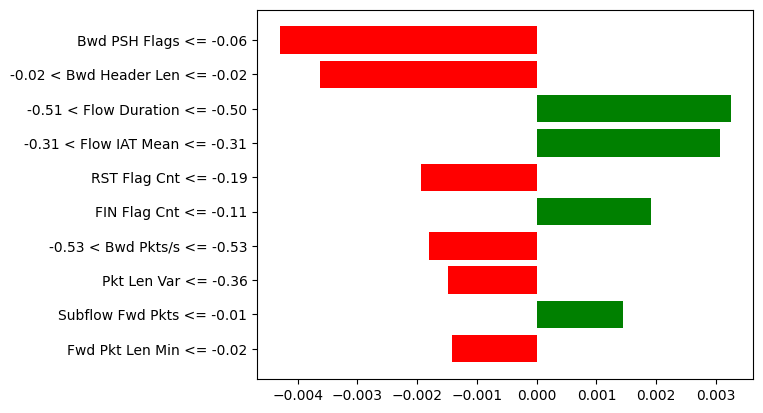 Bwd PSH Flags <= -0.06
-0.02 < Bwd Header Len <= -0.02
-0.51 < Flow Duration <= -0.50
-0.31 < Flow IAT Mean <= -0.31
RST Flag Cnt <= -0.19
FIN Flag Cnt <= -0.11
-0.53 < Bwd Pkts/s <= -0.53
Pkt Len Var <= -0.36
Subflow Fwd Pkts <= -0.01
Fwd Pkt Len Min <= -0.02
−0.004 −0.003 −0.002 −0.001 0.000 0.001 0.002 0.003